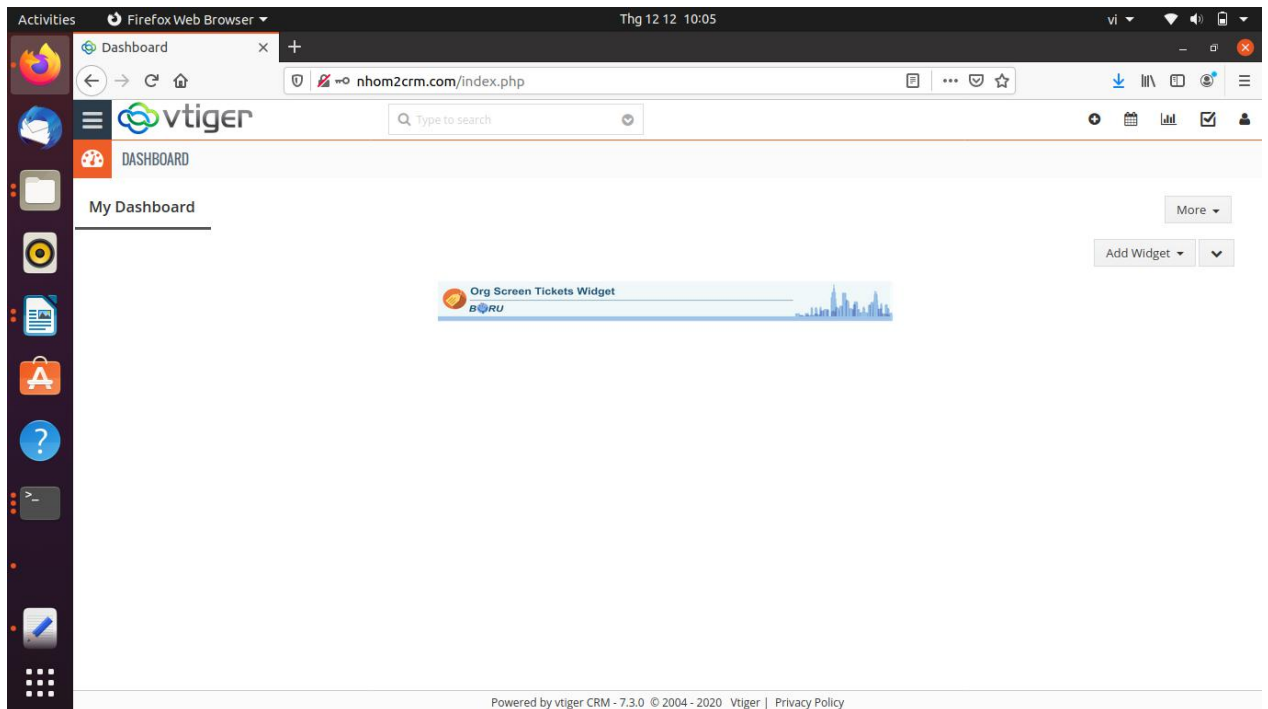 Activities Firefox Web Browser Thg 12 12 10:05 vi
Dashboard
nhom2crm.com/index.php
vtiger Type to search
DASHBOARD
My Dashboard More
Add Widget
Org Screen Tickets Widget
BORU
Powered by vtiger CRM - 7.3.0 © 2004 - 2020 Vtiger | Privacy Policy